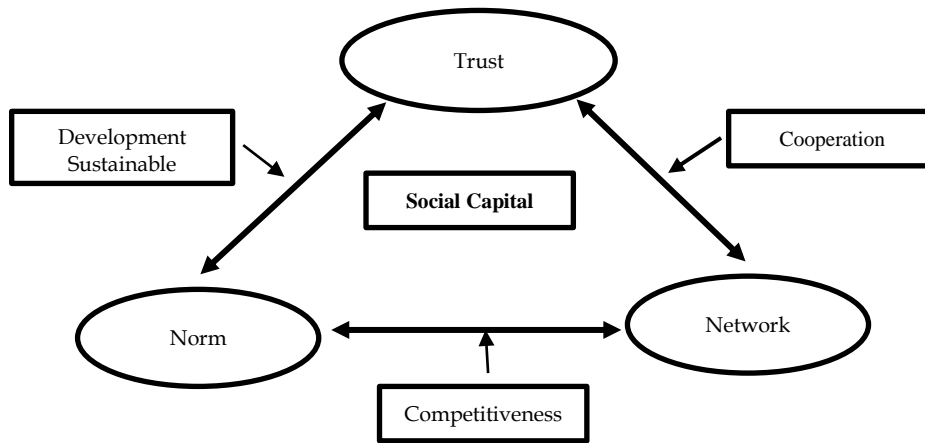 Trust
Development
Sustainable
Cooperation
Social Capital
Norm
Network
Competitiveness